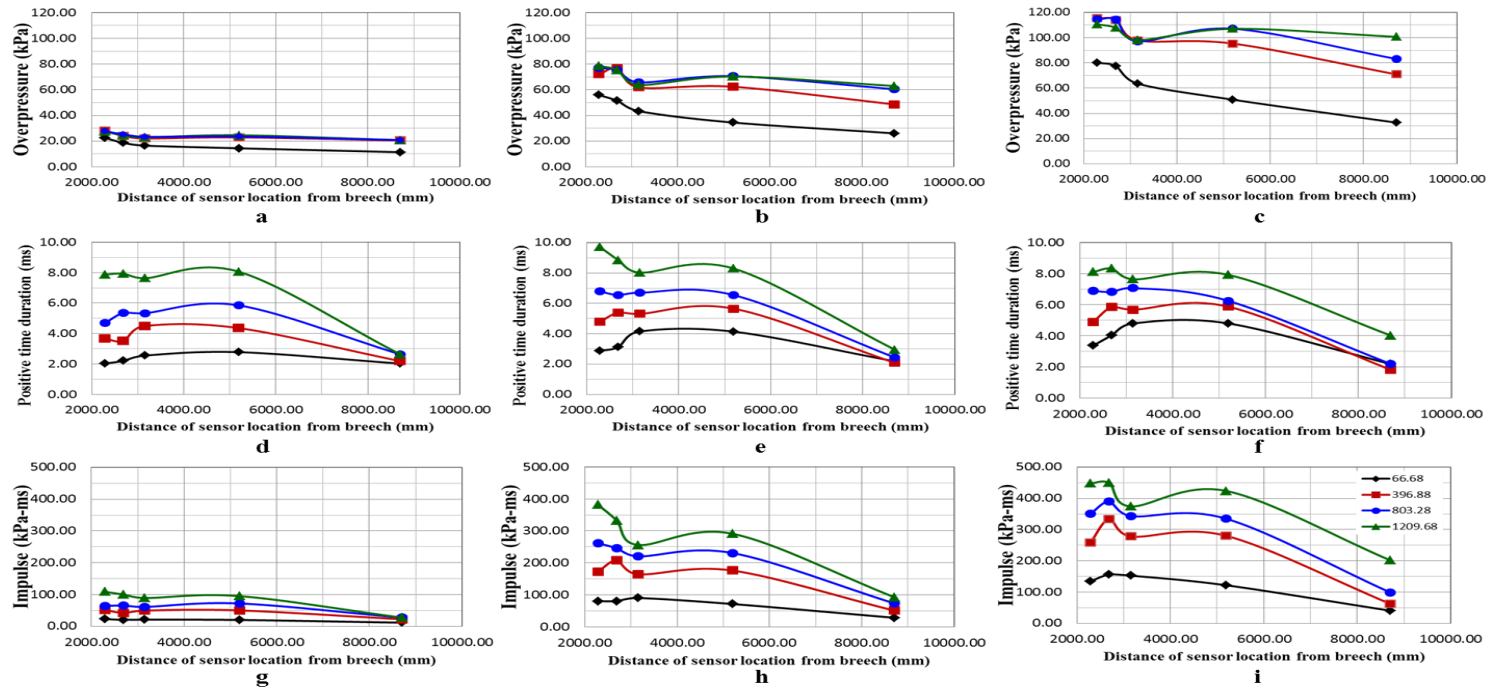 120.00
100.00
80.00
60.00
40.00
20.00
0.00
Overpressure (kPa)
2000.00 4000.00 6000.00 8000.00 10000.00
Distance of sensor location from breech (mm)
a
120.00
100.00
80.00
60.00
40.00
20.00
0.00
Overpressure (kPa)
2000.00 4000.00 6000.00 8000.00 10000.00
Distance of sensor location from breech (mm)
b
120.00
100.00
80.00
60.00
40.00
20.00
0.00
Overpressure (kPa)
2000.00 4000.00 6000.00 8000.00 10000.00
Distance of sensor location from breech (mm)
c
10.00
8.00
6.00
4.00
2.00
0.00
Positive time duration (ms)
2000.00 4000.00 6000.00 8000.00 10000.00
Distance of sensor location from breech (mm)
d
10.00
8.00
6.00
4.00
2.00
0.00
Positive time duration (ms)
2000.00 4000.00 6000.00 8000.00 10000.00
Distance of sensor location from breech (mm)
e
10.00
8.00
6.00
4.00
2.00
0.00
Positive time duration (ms)
2000.00 4000.00 6000.00 8000.00 10000.00
Distance of sensor location from breech (mm)
f
500.00
400.00
300.00
200.00
100.00
0.00
Impulse (kPa-ms)
2000.00 4000.00 6000.00 8000.00 10000.00
Distance of sensor location from breech (mm)
g
500.00
400.00
300.00
200.00
100.00
0.00
Impulse (kPa-ms)
2000.00 4000.00 6000.00 8000.00 10000.00
Distance of sensor location from breech (mm)
h
500.00
400.00
300.00
200.00
100.00
0.00
Impulse (kPa-ms)
66.68
396.88
803.28
1209.68
2000.00 4000.00 6000.00 8000.00 10000.00
Distance of sensor location from breech (mm)
i